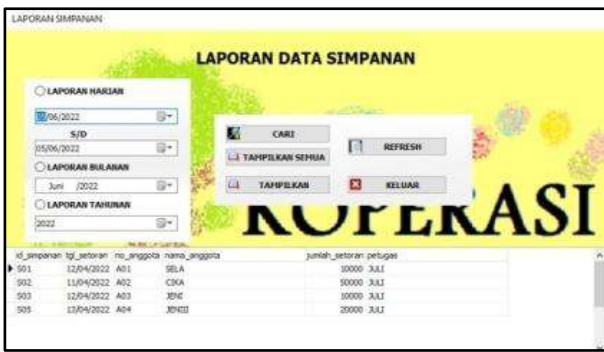 LAPORAN SIMPANAN
LAPORAN DATA SIMPANAN
LAPORAN HARIAN
/06/2022
S/D
05/06/2022
LAPORAN BULANAN
Juni /2022
LAPORAN TAHUNAN
2022
CARI
TAMPILKAN SEMUA
TAMPILKAN
REFRESH
KELUAR
KOPERASI
id_simpanan tgl_setoran no_anggota nama_anggota jumlah_setoran petugas
S01 12/04/2022 A01 SELA 10000 JULI
S02 11/04/2022 A02 CIKA 50000 JULI
S03 12/04/2022 A03 JENI 10000 JULI
S05 13/04/2022 A04 JENIII 20000 JULI